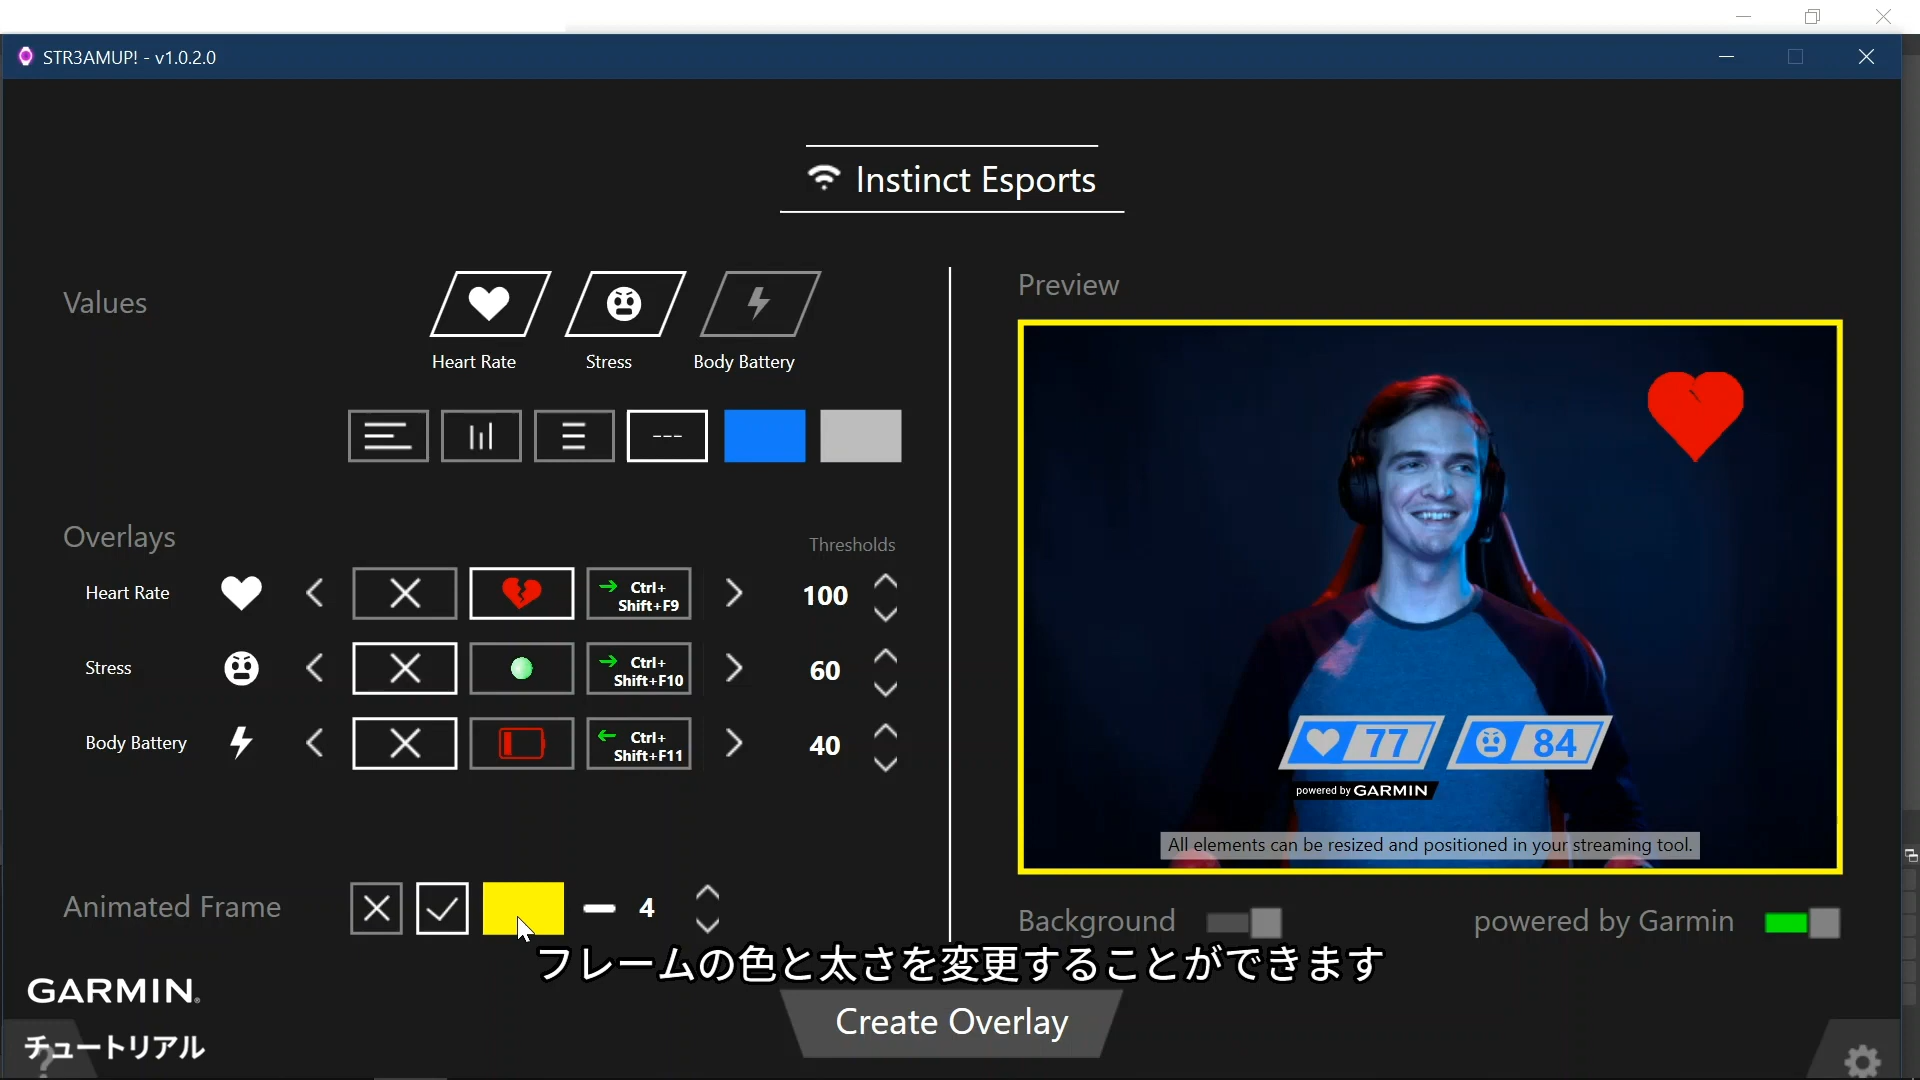 STR3AMUP! - v1.0.2.0
Instinct Esports
Values
Heart Rate
Stress
Body Battery
Preview
Overlays
Thresholds
Heart Rate
Ctrl+
Shift+F9
100
Stress
Ctrl+
Shift+F10
60
Body Battery
Ctrl+
Shift+F11
40
77
84
powered by GARMIN
All elements can be resized and positioned in your streaming tool.
Animated Frame
4
Background
powered by Garmin
フレームの色と太さを変更することができます
GARMIN
チュートリアル
?
Create Overlay